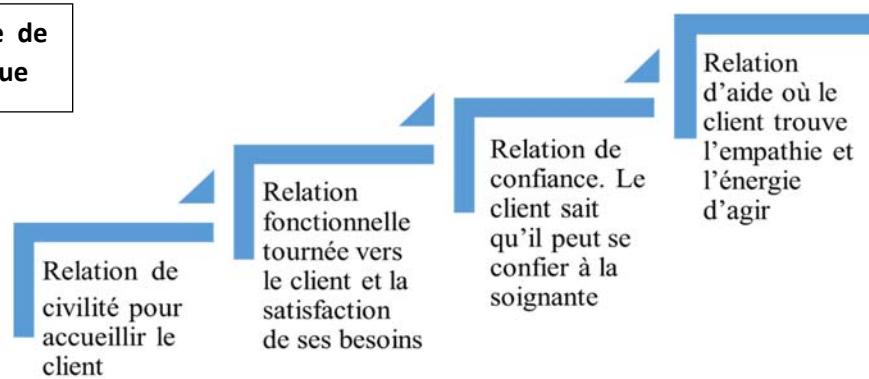 de
Relation de
civilité pour
accueillir le
client
Relation
fonctionnelle
tournée vers
le client et la
satisfaction
de ses besoins
Relation de
confiance. Le
client sait
qu'il peut se
confier à la
soignante
Relation
d'aide où le
client trouve
l'empathie et
l'énergie
d'agir